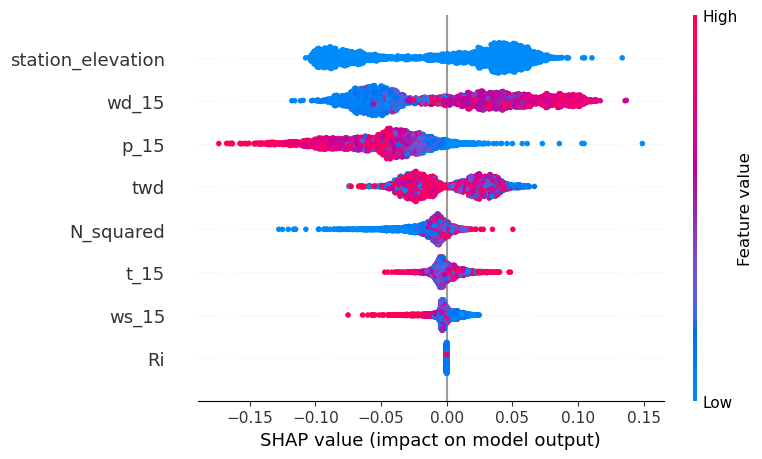 High
station_elevation
wd_15
p_15
twd
N_squared
t_15
ws_15
Ri
Feature value
Low
−0.15 −0.10 −0.05 0.00 0.05 0.10 0.15
SHAP value (impact on model output)